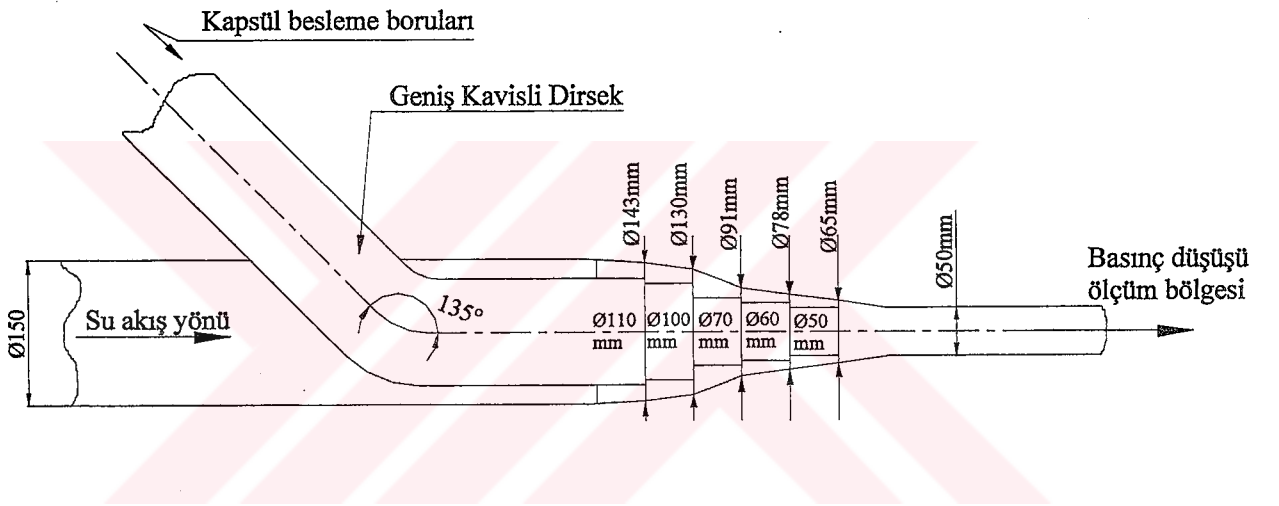 Kapsül besleme boruları
Geniş Kavisli Dirsek
Ø143mm
Ø130mm
Ø91mm
Ø78mm
Ø65mm
Ø50mm
Basınç düşüşü
ölçüm bölgesi
Ø150
Su akış yönü
135°
Ø110
mm
Ø100
mm
Ø70
mm
Ø60
mm
Ø50
mm